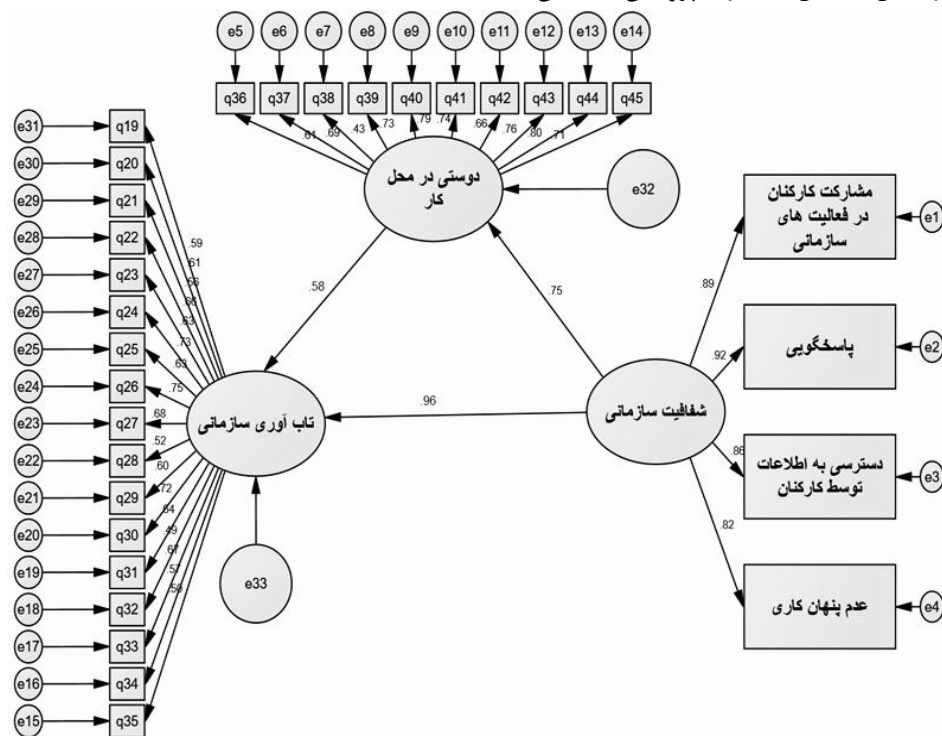 e5 e6 e7 e8 e9 e10 e11 e12 e13 e14
q36 q37 q38 q39 q40 q41 q42 q43 q44 q45
.61 .69 .43 .73 .79 .74 .66 .76 .80 .71
دوستی در محل
کار
e32
مشارکت کارکنان
در فعالیت های
سازمانی
e1
.89
.75
.58
پاسخگویی
e2
.92
شفافیت سازمانی
.96
تاب آوری سازمانی
دسترسی به اطلاعات
توسط کارکنان
e3
.86
.82
عدم پنهان کاری
e4
e33
e31 q19
e30 q20
e29 q21
e28 q22
e27 q23
e26 q24
e25 q25
e24 q26
e23 q27
e22 q28
e21 q29
e20 q30
e19 q31
e18 q32
e17 q33
e16 q34
e15 q35
.59
.61
.66
.63
.73
.63
.75
.68
.52
.60
.72
.64
.49
.67
.57